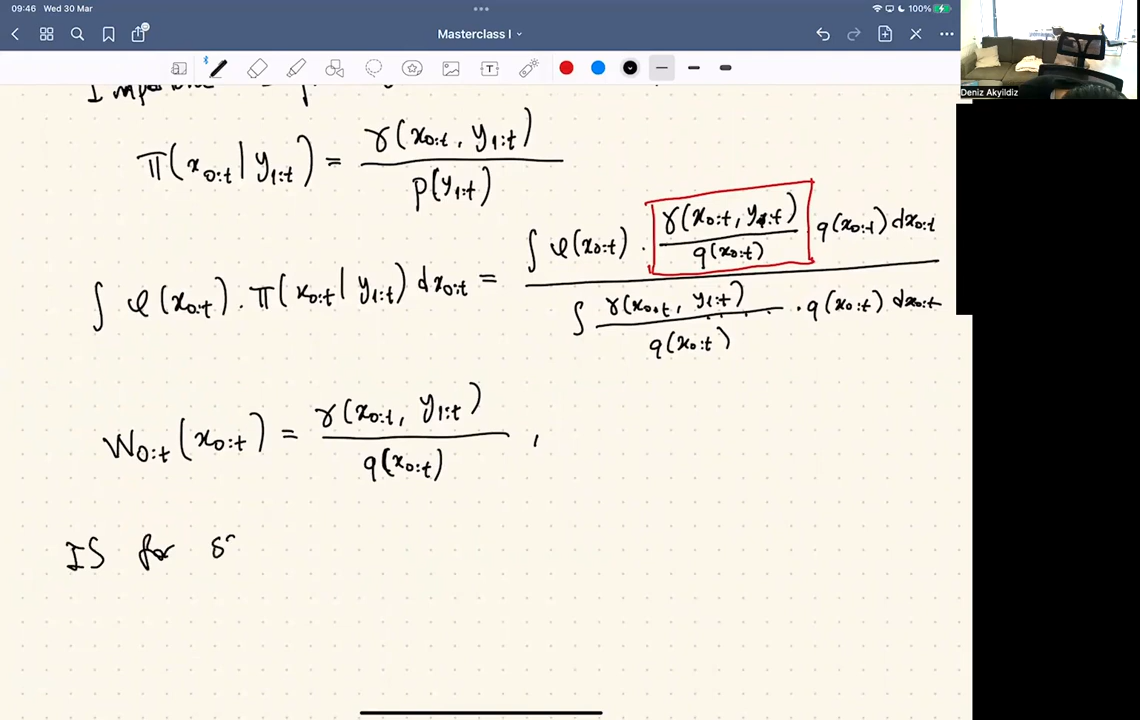 09:46 Wed 30 Mar
100%
Masterclass I
Deniz Akyildiz
π(x₀:t | y₁:t) = γ(x₀:t, y₁:t) / p(y₁:t)
∫ φ(x₀:t) · π(x₀:t | y₁:t) dx₀:t = ∫ φ(x₀:t) · γ(x₀:t, y₁:t) / q(x₀:t) q(x₀:t) dx₀:t / ∫ γ(x₀:t, y₁:t) / q(x₀:t) · q(x₀:t) dx₀:t
W₀:t(x₀:t) = γ(x₀:t, y₁:t) / q(x₀:t) ,
IS for